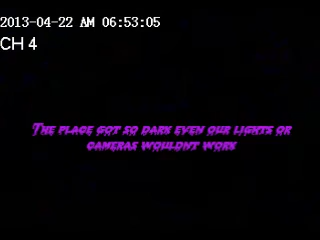 2013-04-22 AM 06:53:05
CH 4
The place got so dark even our lights or
cameras wouldnt work